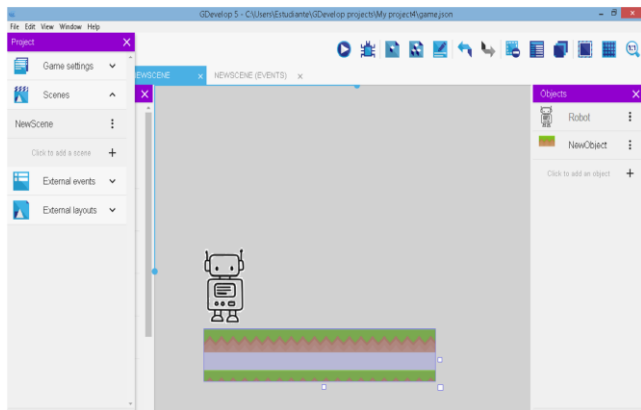 GDevelop 5 - C:\Users\Estudiante\GDevelop projects\My project4\game.json
File Edit View Window Help
Project
Game settings
Scenes
NewScene
Click to add a scene
External events
External layouts
NEWSCENE
NEWSCENE (EVENTS)
Objects
Robot
NewObject
Click to add an object
1:1